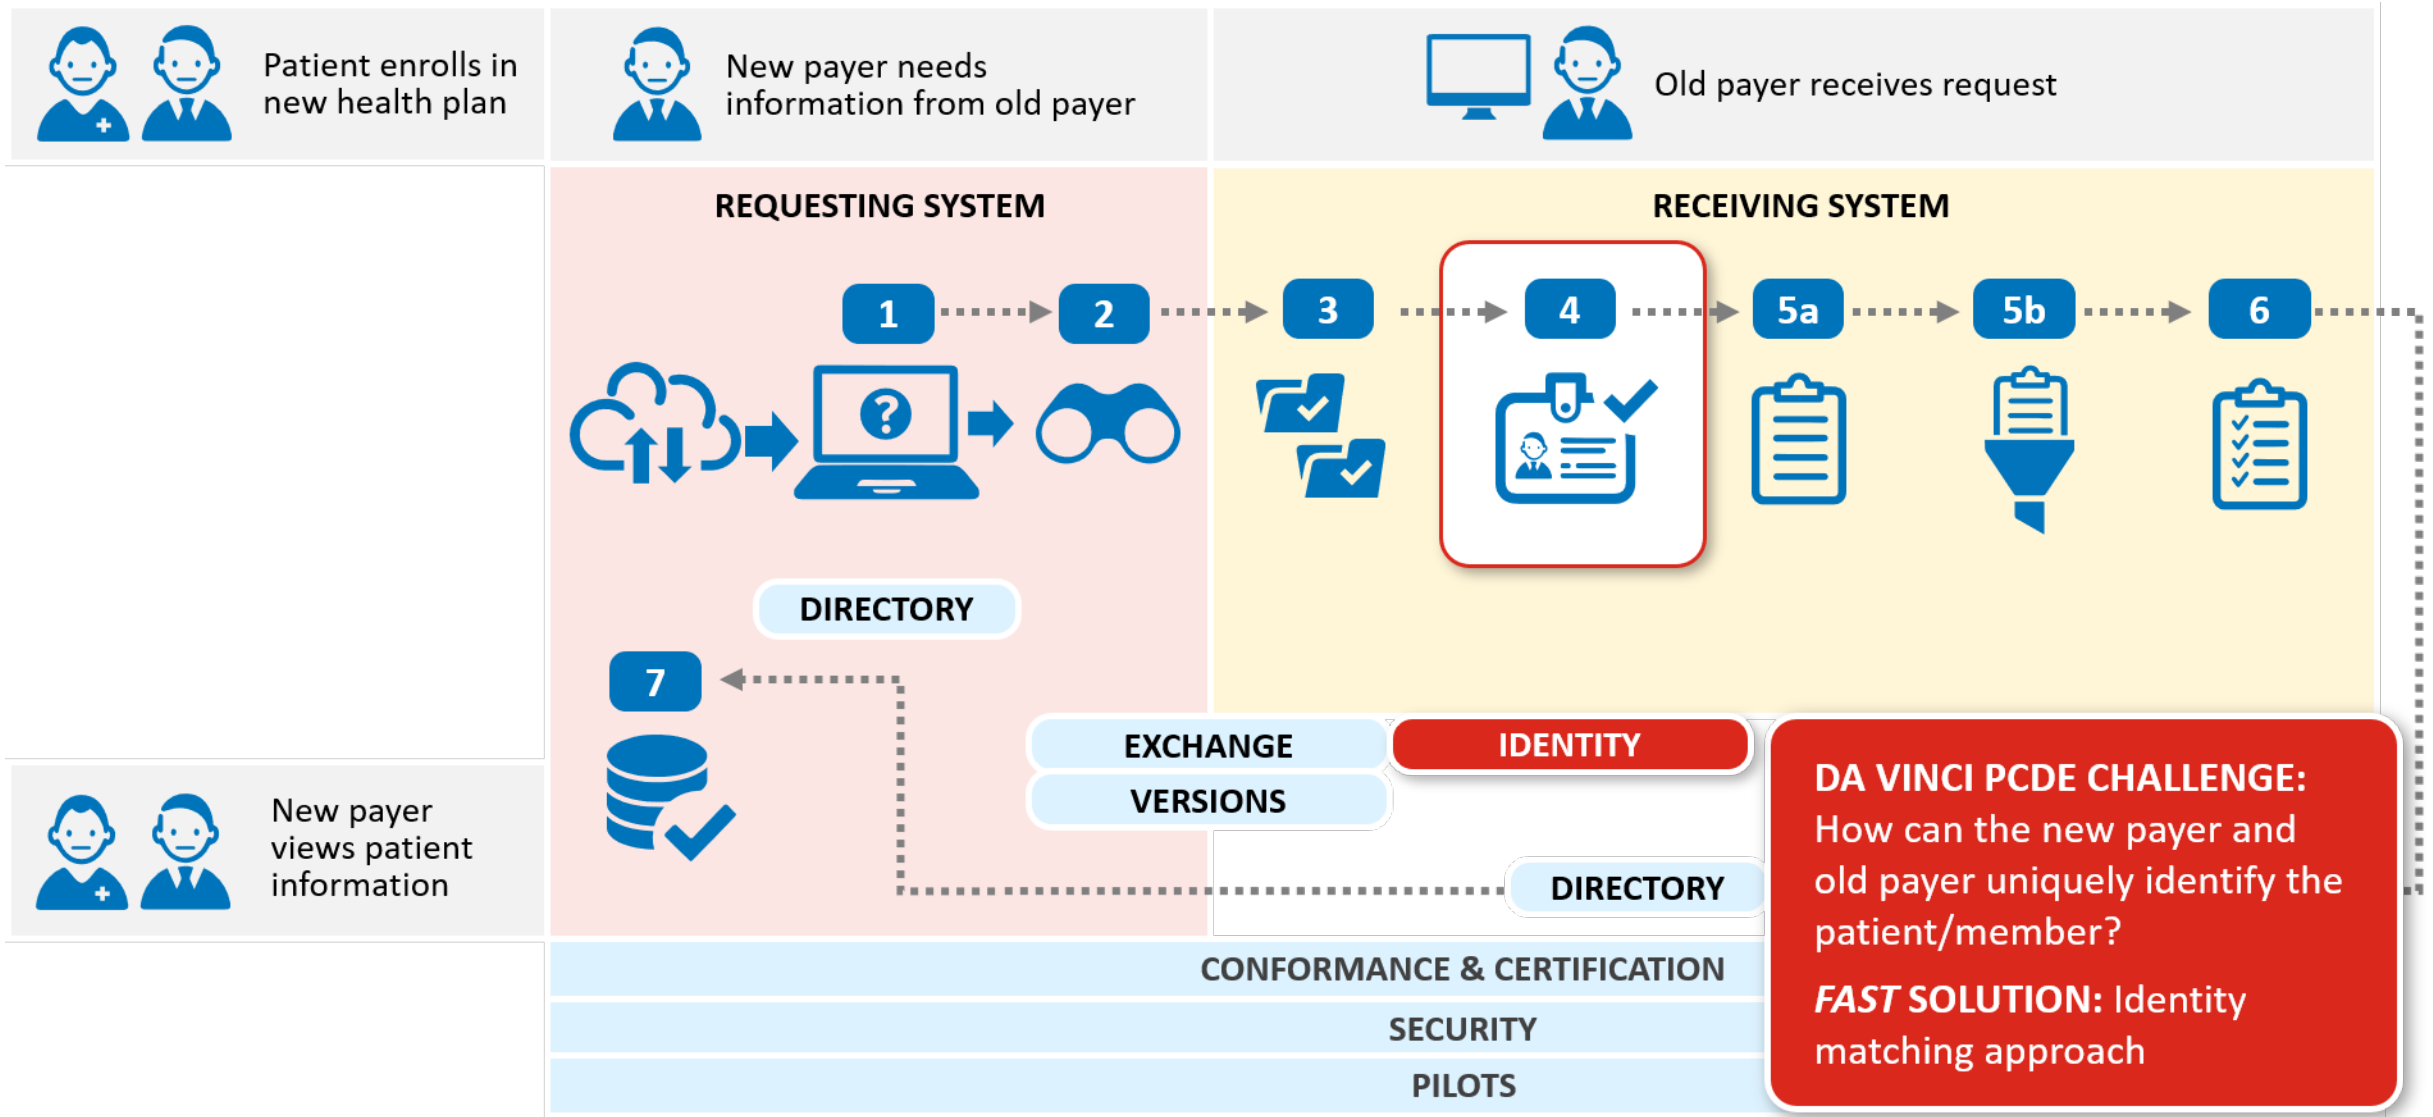 Patient enrolls in
new health plan
New payer needs
information from old payer
Old payer receives request
REQUESTING SYSTEM
RECEIVING SYSTEM
1
2
3
4
5a
5b
6
?
DIRECTORY
7
EXCHANGE
IDENTITY
VERSIONS
DIRECTORY
New payer
views patient
information
DA VINCI PCDE CHALLENGE:
How can the new payer and
old payer uniquely identify the
patient/member?
FAST SOLUTION: Identity
matching approach
CONFORMANCE & CERTIFICATION
SECURITY
PILOTS